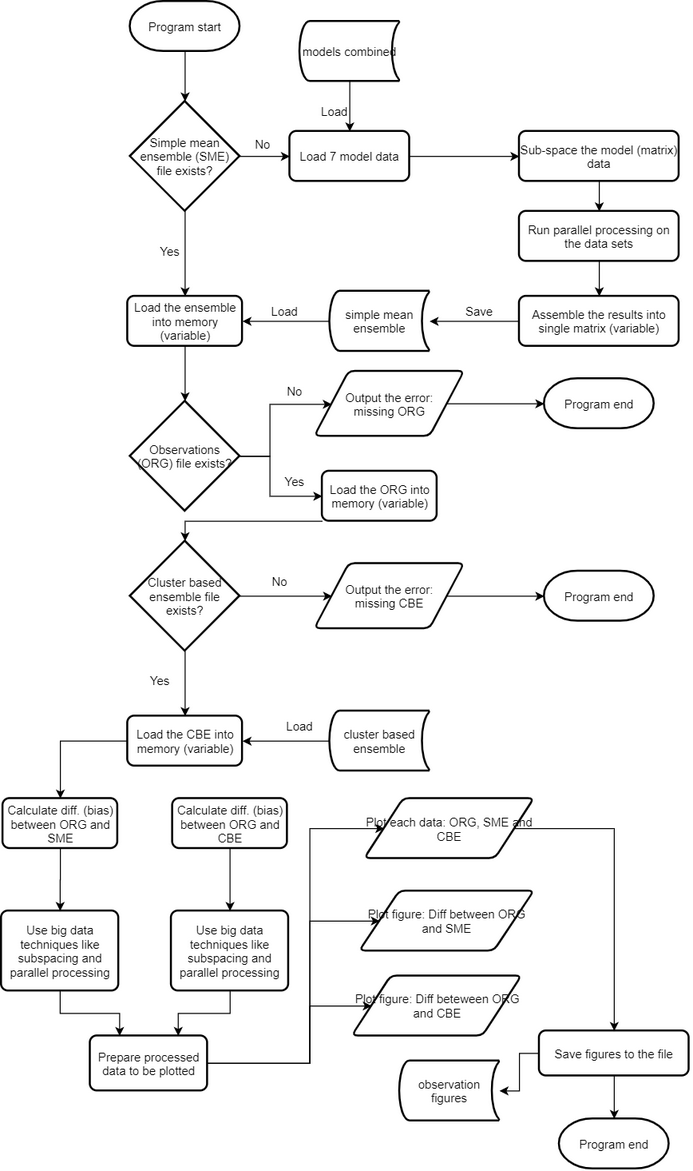 Program start
models combined
Load
Simple mean
ensemble (SME)
file exists?
No
Load 7 model data
Sub-space the model (matrix)
data
Run parallel processing on
the data sets
Yes
Load the ensemble
into memory
(variable)
Load
simple mean
ensemble
Save
Assemble the results into
single matrix (variable)
No
Output the error:
missing ORG
Program end
Observations
(ORG) file exists?
Yes
Load the ORG into
memory (variable)
Cluster based
ensemble file
exists?
No
Output the error:
missing CBE
Program end
Yes
Load the CBE into
memory (variable)
Load
cluster based
ensemble
Calculate diff. (bias)
between ORG and
SME
Calculate diff. (bias)
between ORG and
CBE
Plot each data: ORG, SME and
CBE
Use big data
techniques like
subspacing and
parallel processing
Use big data
techniques like
subspacing and
parallel processing
Plot figure: Diff between ORG
and SME
Plot figure: Diff beteween ORG
and CBE
Prepare processed
data to be plotted
Save figures to the file
observation
figures
Program end